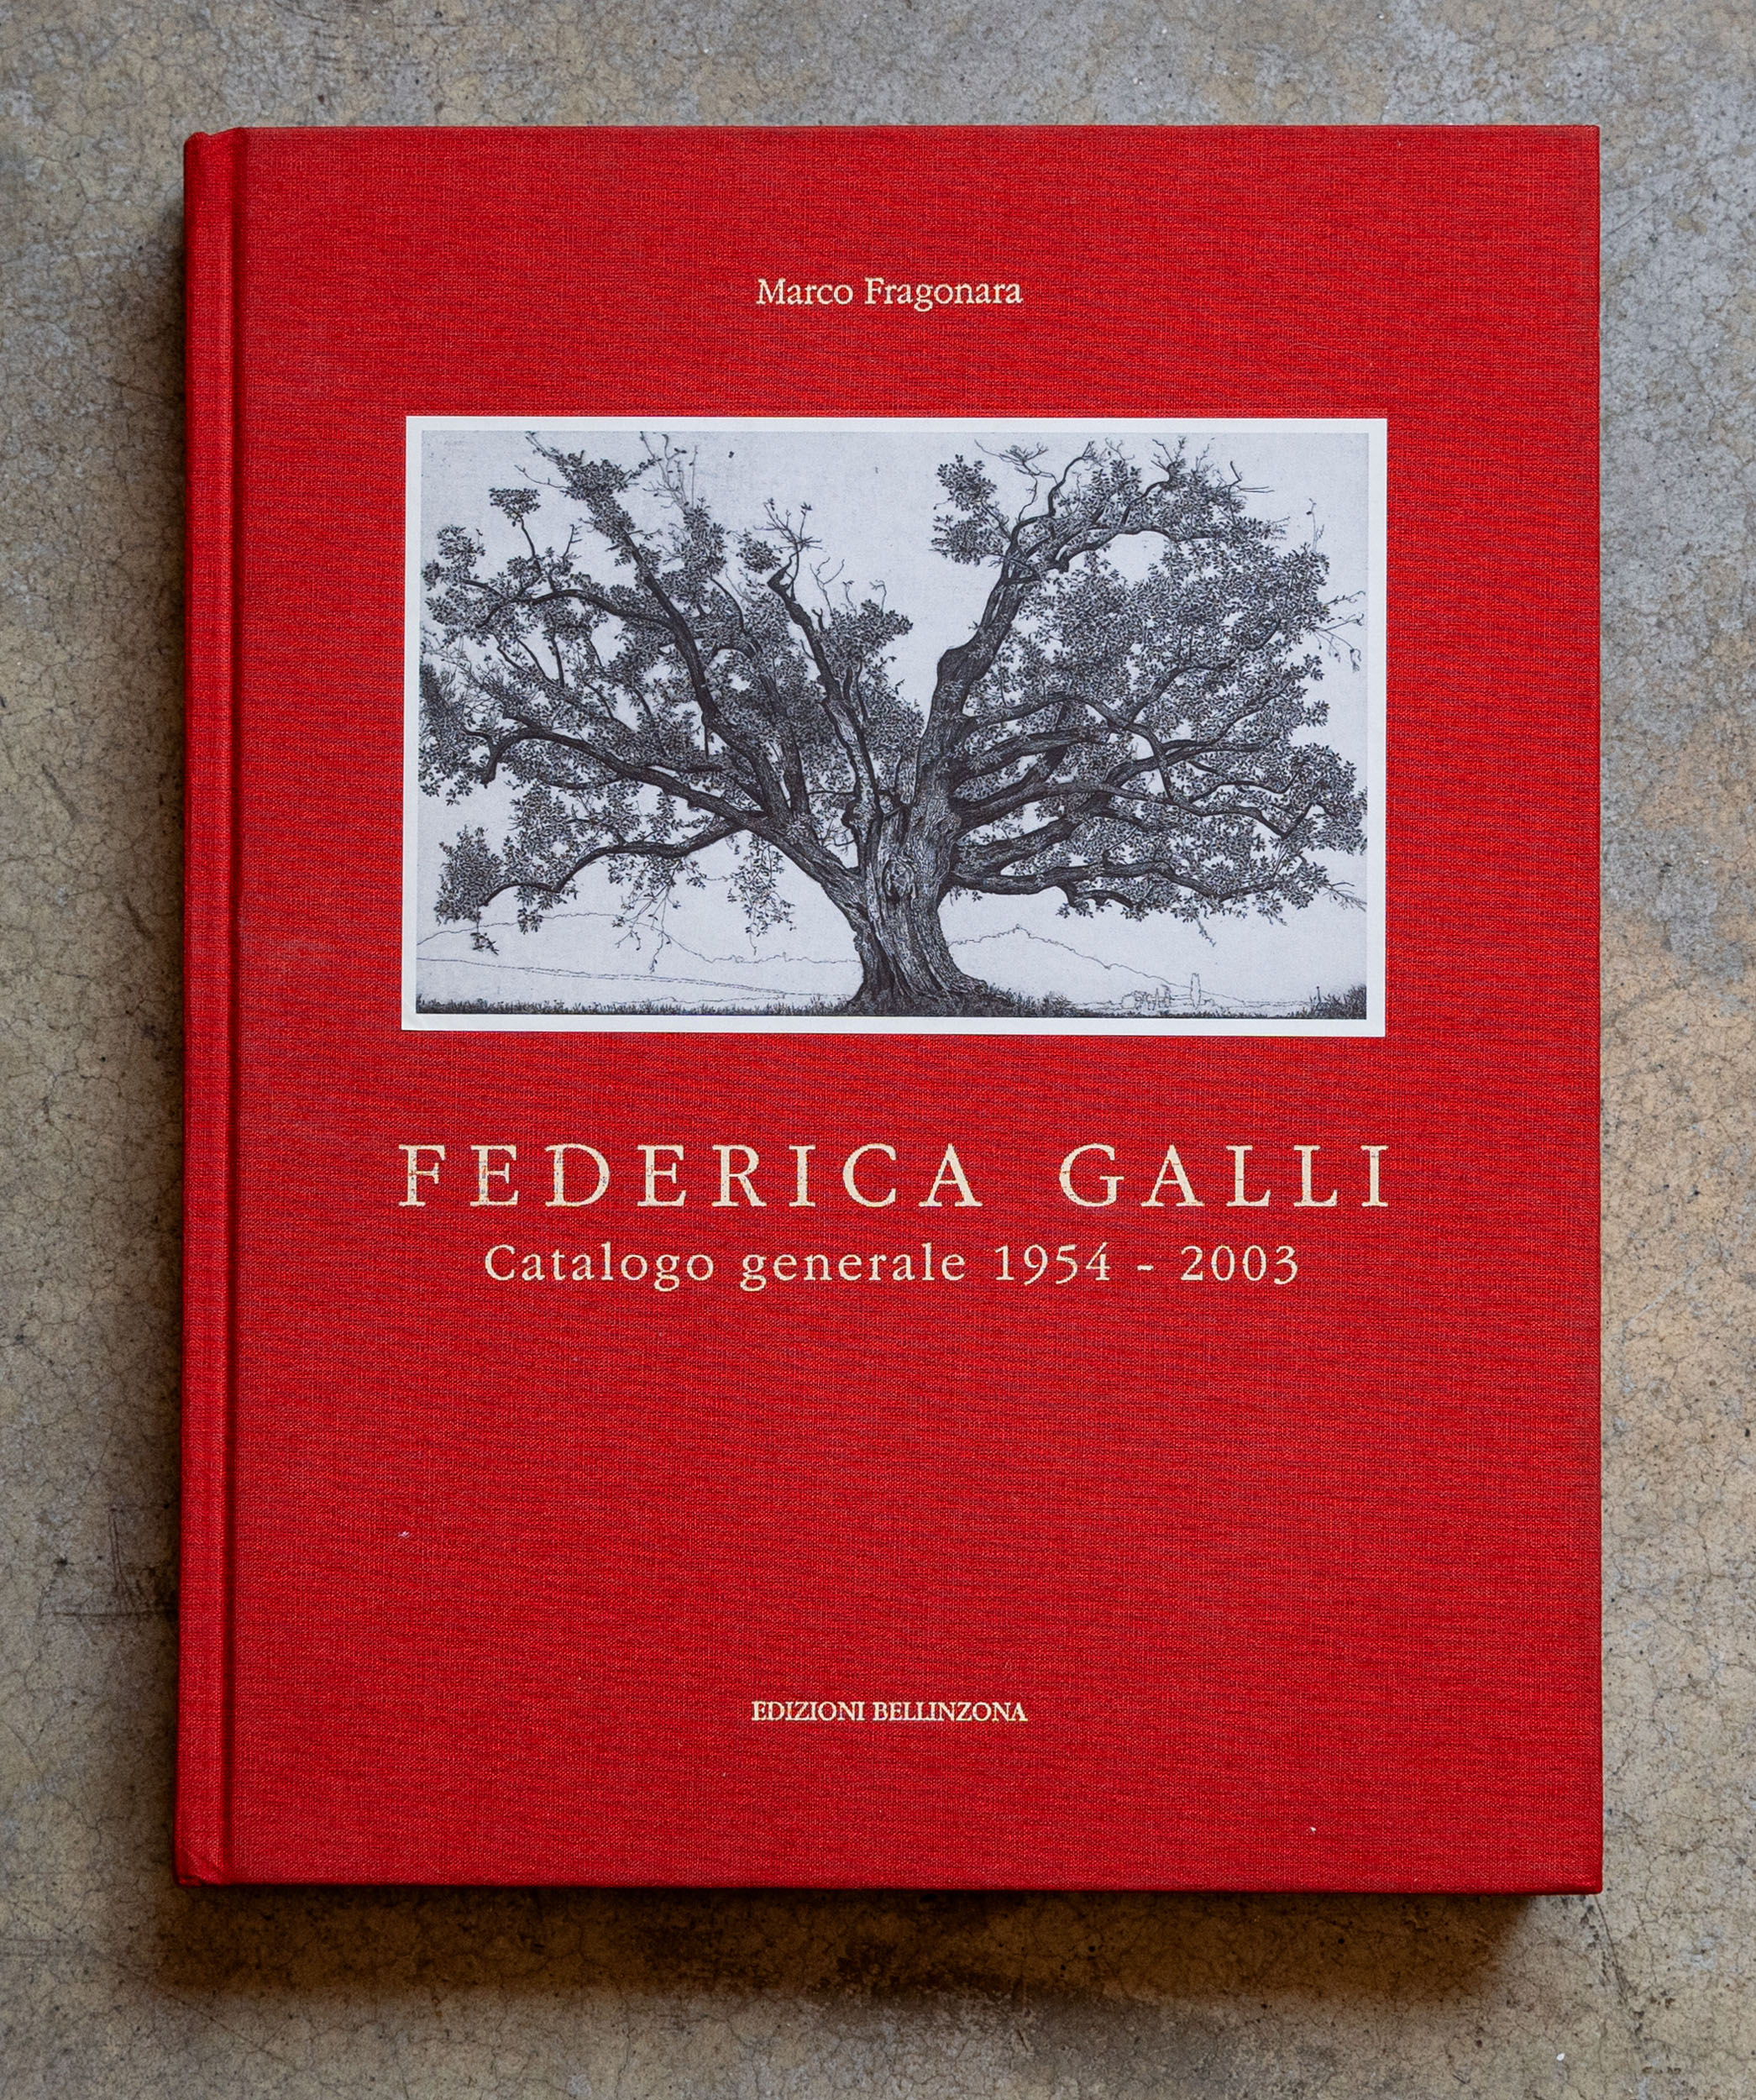 Marco Fragonara
FEDERICA GALLI
Catalogo generale 1954 - 2003
EDIZIONI BELLINZONA